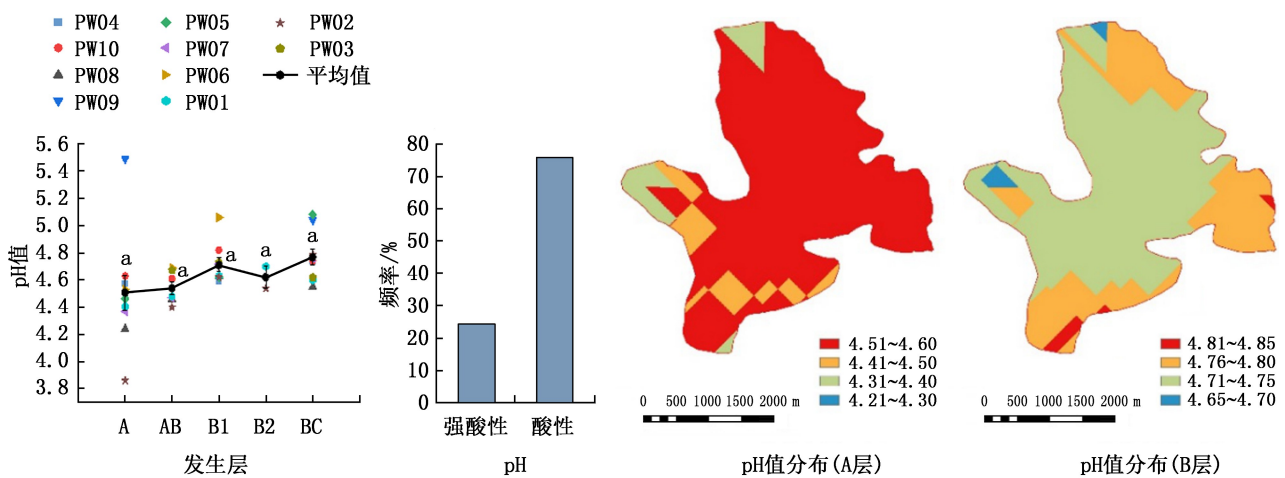 PW04 PW05 PW02
PW10 PW07 PW03
PW08 PW06 平均值
PW09 PW01
pH值
5.6
5.4
5.2
5.0
4.8
4.6
4.4
4.2
4.0
3.8
a a a a a
A AB B1 B2 BC
发生层
频率/%
80
70
60
50
40
30
20
10
0
强酸性 酸性
pH
4.51~4.60
4.41~4.50
4.31~4.40
4.21~4.30
0 500 1000 1500 2000 m
pH值分布(A层)
4.81~4.85
4.76~4.80
4.71~4.75
4.65~4.70
0 500 1000 1500 2000 m
pH值分布(B层)